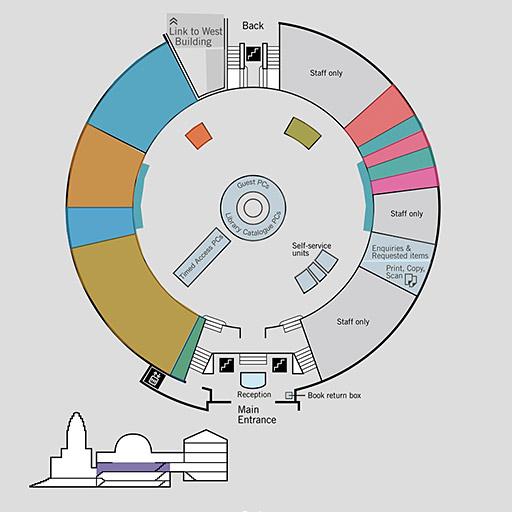 Back
Link to West
Building
Staff only
Guest PCs
Library Catalogue PCs
Staff only
Timed Access PCs
Self-service
units
Enquiries &
Requested items
Print, Copy,
Scan
Staff only
Reception
Book return box
Main
Entrance